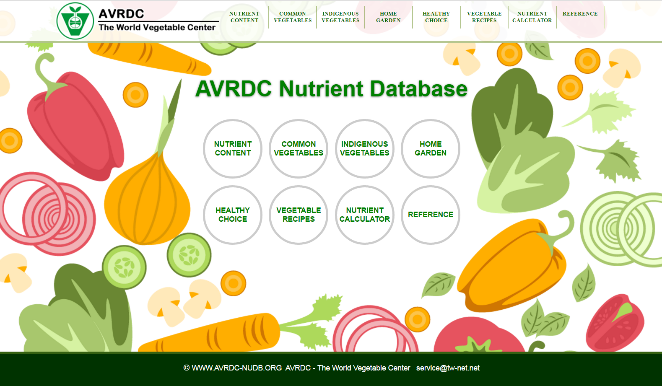 AVRDC
The World Vegetable Center
NUTRIENT
CONTENT
COMMON
VEGETABLES
INDIGENOUS
VEGETABLES
HOME
GARDEN
HEALTHY
CHOICE
VEGETABLE
RECIPES
NUTRIENT
CALCULATOR
REFERENCE
AVRDC Nutrient Database
NUTRIENT
CONTENT
COMMON
VEGETABLES
INDIGENOUS
VEGETABLES
HOME
GARDEN
HEALTHY
CHOICE
VEGETABLE
RECIPES
NUTRIENT
CALCULATOR
REFERENCE
© WWW.AVRDC-NUDB.ORG AVRDC - The World Vegetable Center service@tw-net.net